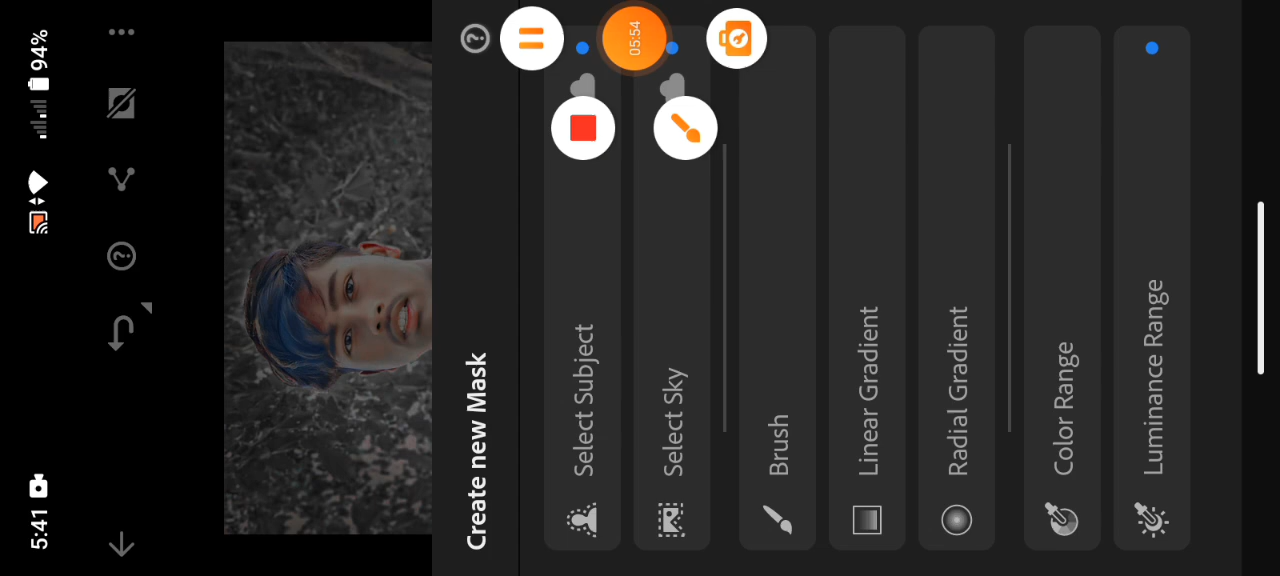 5:41
94%
05:54
Create new Mask
Select Subject
Select Sky
Brush
Linear Gradient
Radial Gradient
Color Range
Luminance Range